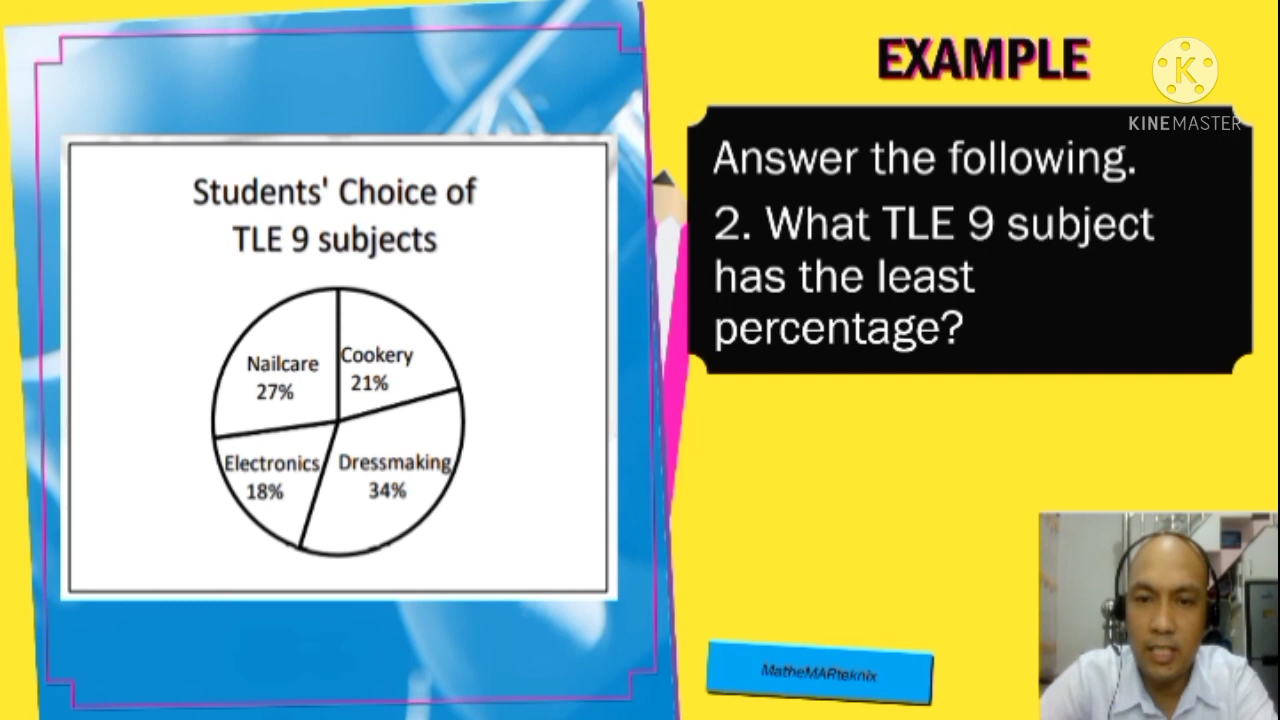 Students' Choice of
TLE 9 subjects
Nailcare
27%
Cookery
21%
Electronics
18%
Dressmaking
34%
EXAMPLE
K
KINEMASTER
Answer the following.
2. What TLE 9 subject
has the least
percentage?
MatheMARteknix